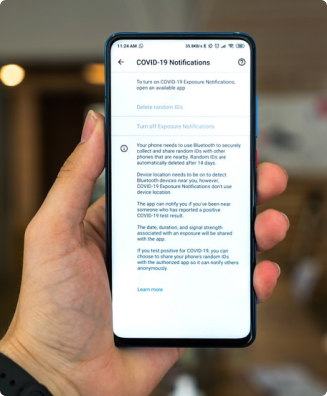 11:26 AM
COVID-19 Notifications
To turn on COVID-19 Exposure Notifications,
open an available app
Delete random IDs
Turn off Exposure Notifications
Your phone needs to use Bluetooth to securely
collect and share random IDs with other
phones that are nearby. Random IDs are
automatically deleted after 14 days.
Device location needs to be on to detect
Bluetooth devices near you, however,
COVID-19 Exposure Notifications don't use
device location.
The app can notify you if you've been near
someone who has reported a positive
COVID-19 test result.
The date, duration, and signal strength
associated with an exposure will be shared
with the app.
If you test positive for COVID-19, you can
choose to share your phone's random IDs
with the authorized app so it can notify others
anonymously.
Learn more